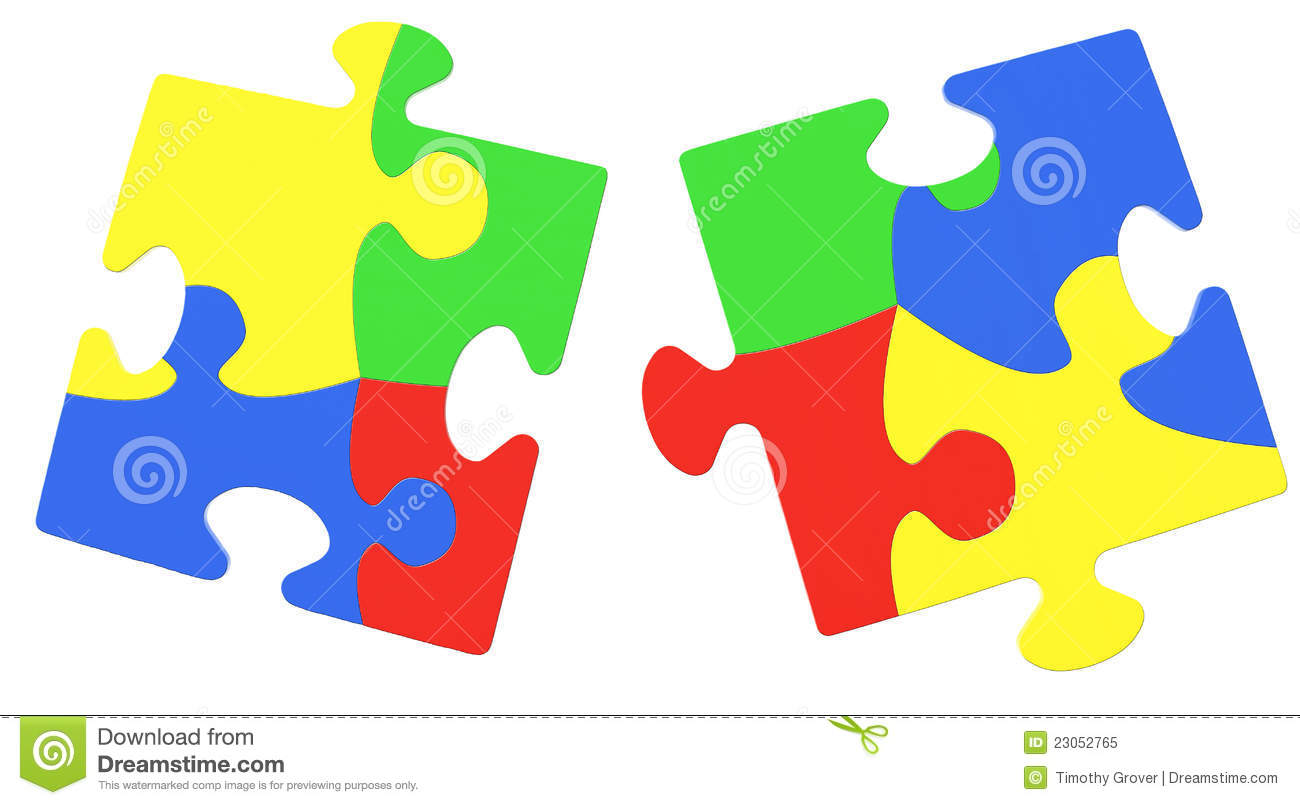 dreamstime
dreamstime
dreamstime
dreamstime
Download from
Dreamstime.com
This watermarked comp image is for previewing purposes only.
ID 23052765
© Timothy Grover | Dreamstime.com